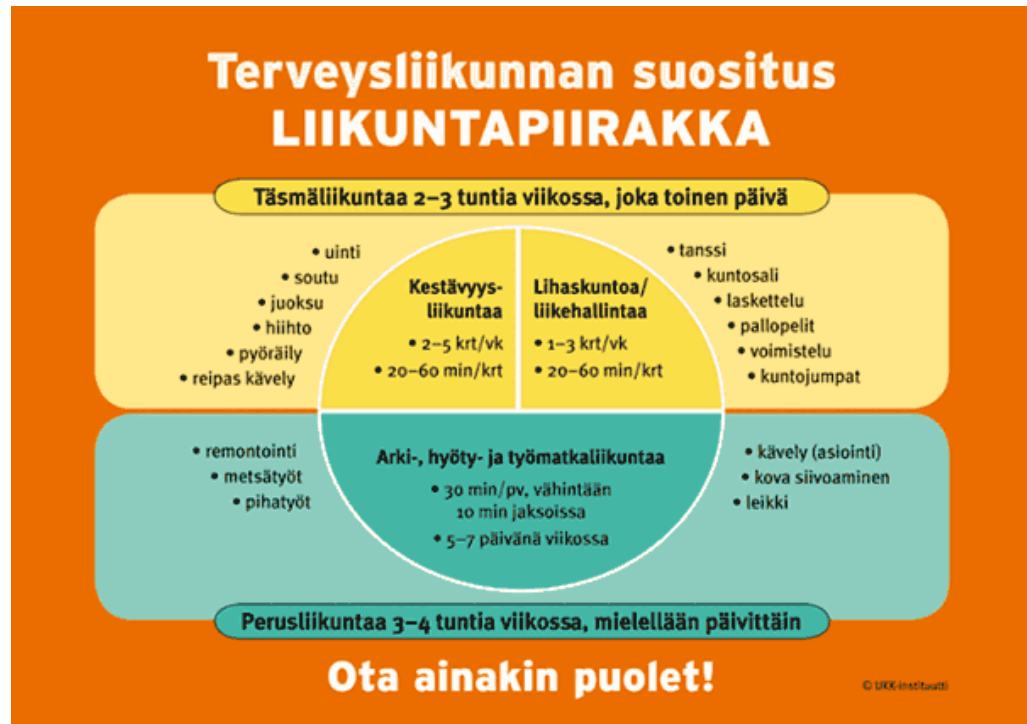 Terveysliikunnan suositus
LIIKUNTAPIIRAKKA
Täsmäliikuntaa 2–3 tuntia viikossa, joka toinen päivä
• uinti
• soutu
• juoksu
• hiihto
• pyöräily
• reipas kävely
Kestävyys-
liikuntaa
• 2–5 krt/vk
• 20–60 min/krt
Lihaskuntoa/
liikehallintaa
• 1–3 krt/vk
• 20–60 min/krt
• tanssi
• kuntosali
• laskettelu
• pallopelit
• voimistelu
• kuntojumpat
• remontointi
• metsätyöt
• pihatyöt
Arki-, hyöty- ja työmatkaliikuntaa
• 30 min/pv, vähintään
10 min jaksoissa
• 5–7 päivänä viikossa
• kävely (asiointi)
• kova siivoaminen
• leikki
Perusliikuntaa 3–4 tuntia viikossa, mielellään päivittäin
Ota ainakin puolet!
© UKK-instituutti